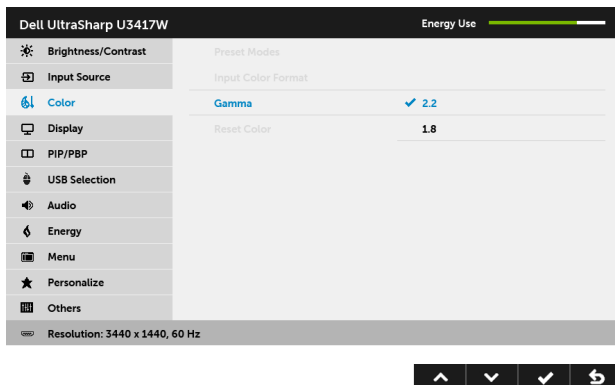 Dell UltraSharp U3417W Energy Use
Brightness/Contrast Preset Modes
Input Source Input Color Format
Color Gamma 2.2
Display Reset Color 1.8
PIP/PBP
USB Selection
Audio
Energy
Menu
Personalize
Others
Resolution: 3440 x 1440, 60 Hz